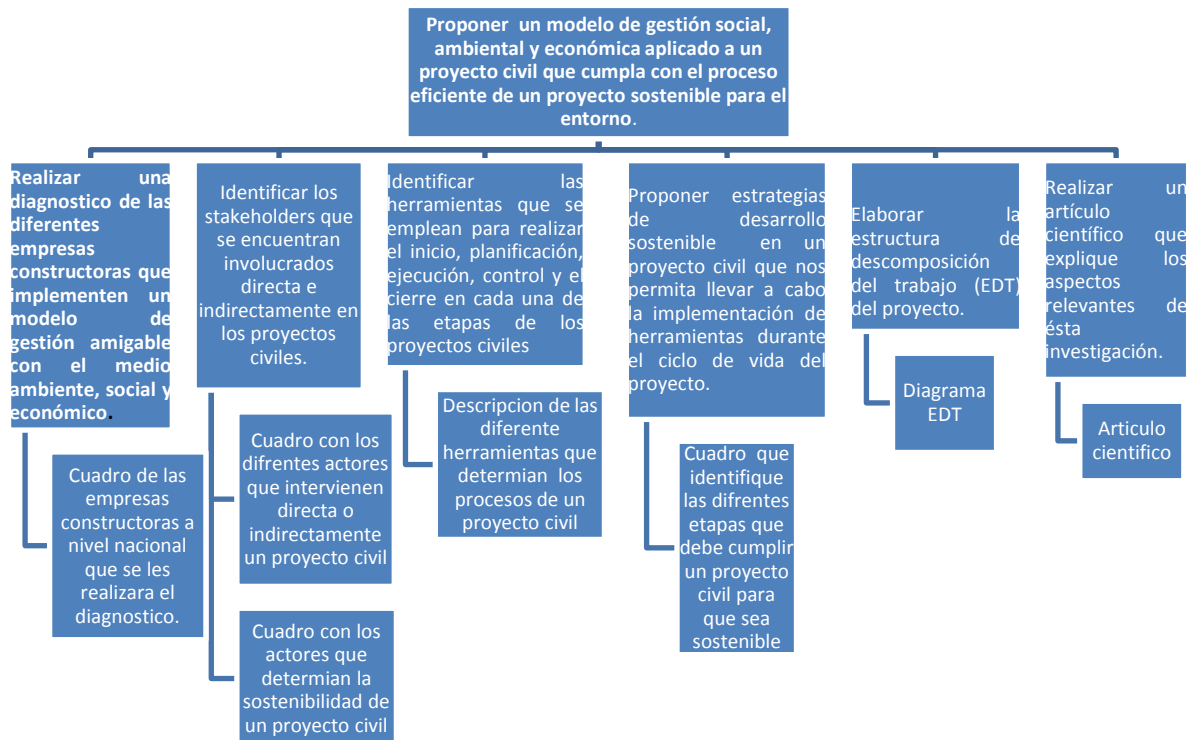 Proponer un modelo de gestión social,
ambiental y económica aplicado a un
proyecto civil que cumpla con el proceso
eficiente de un proyecto sostenible para el
entorno.
Realizar una
diagnostico de las
diferentes
empresas
constructoras que
implementen un
modelo de
gestión amigable
con el medio
ambiente, social y
económico.
Cuadro de las
empresas
constructoras a
nivel nacional
que se les
realizara el
diagnostico.
Identificar los
stakeholders que
se encuentran
involucrados
directa e
indirectamente en
los proyectos
civiles.
Cuadro con los
difrentes actores
que intervienen
directa o
indirectamente
un proyecto civil
Cuadro con los
actores que
determian la
sostenibilidad de
un proyecto civil
Identificar las
herramientas que se
emplean para realizar
el inicio, planificación,
ejecución, control y el
cierre en cada una de
las etapas de los
proyectos civiles
Descripcion de las
diferente
herramientas que
determian los
procesos de un
proyecto civil
Proponer estrategias
de desarrollo
sostenible en un
proyecto civil que nos
permita llevar a cabo
la implementación de
herramientas durante
el ciclo de vida del
proyecto.
Cuadro que
identifique
las difrentes
etapas que
debe cumplir
un proyecto
civil para
que sea
sostenible
Elaborar la
estructura de
descomposición
del trabajo (EDT)
del proyecto.
Diagrama
EDT
Realizar un
artículo
científico que
explique los
aspectos
relevantes de
ésta
investigación.
Articulo
cientifico